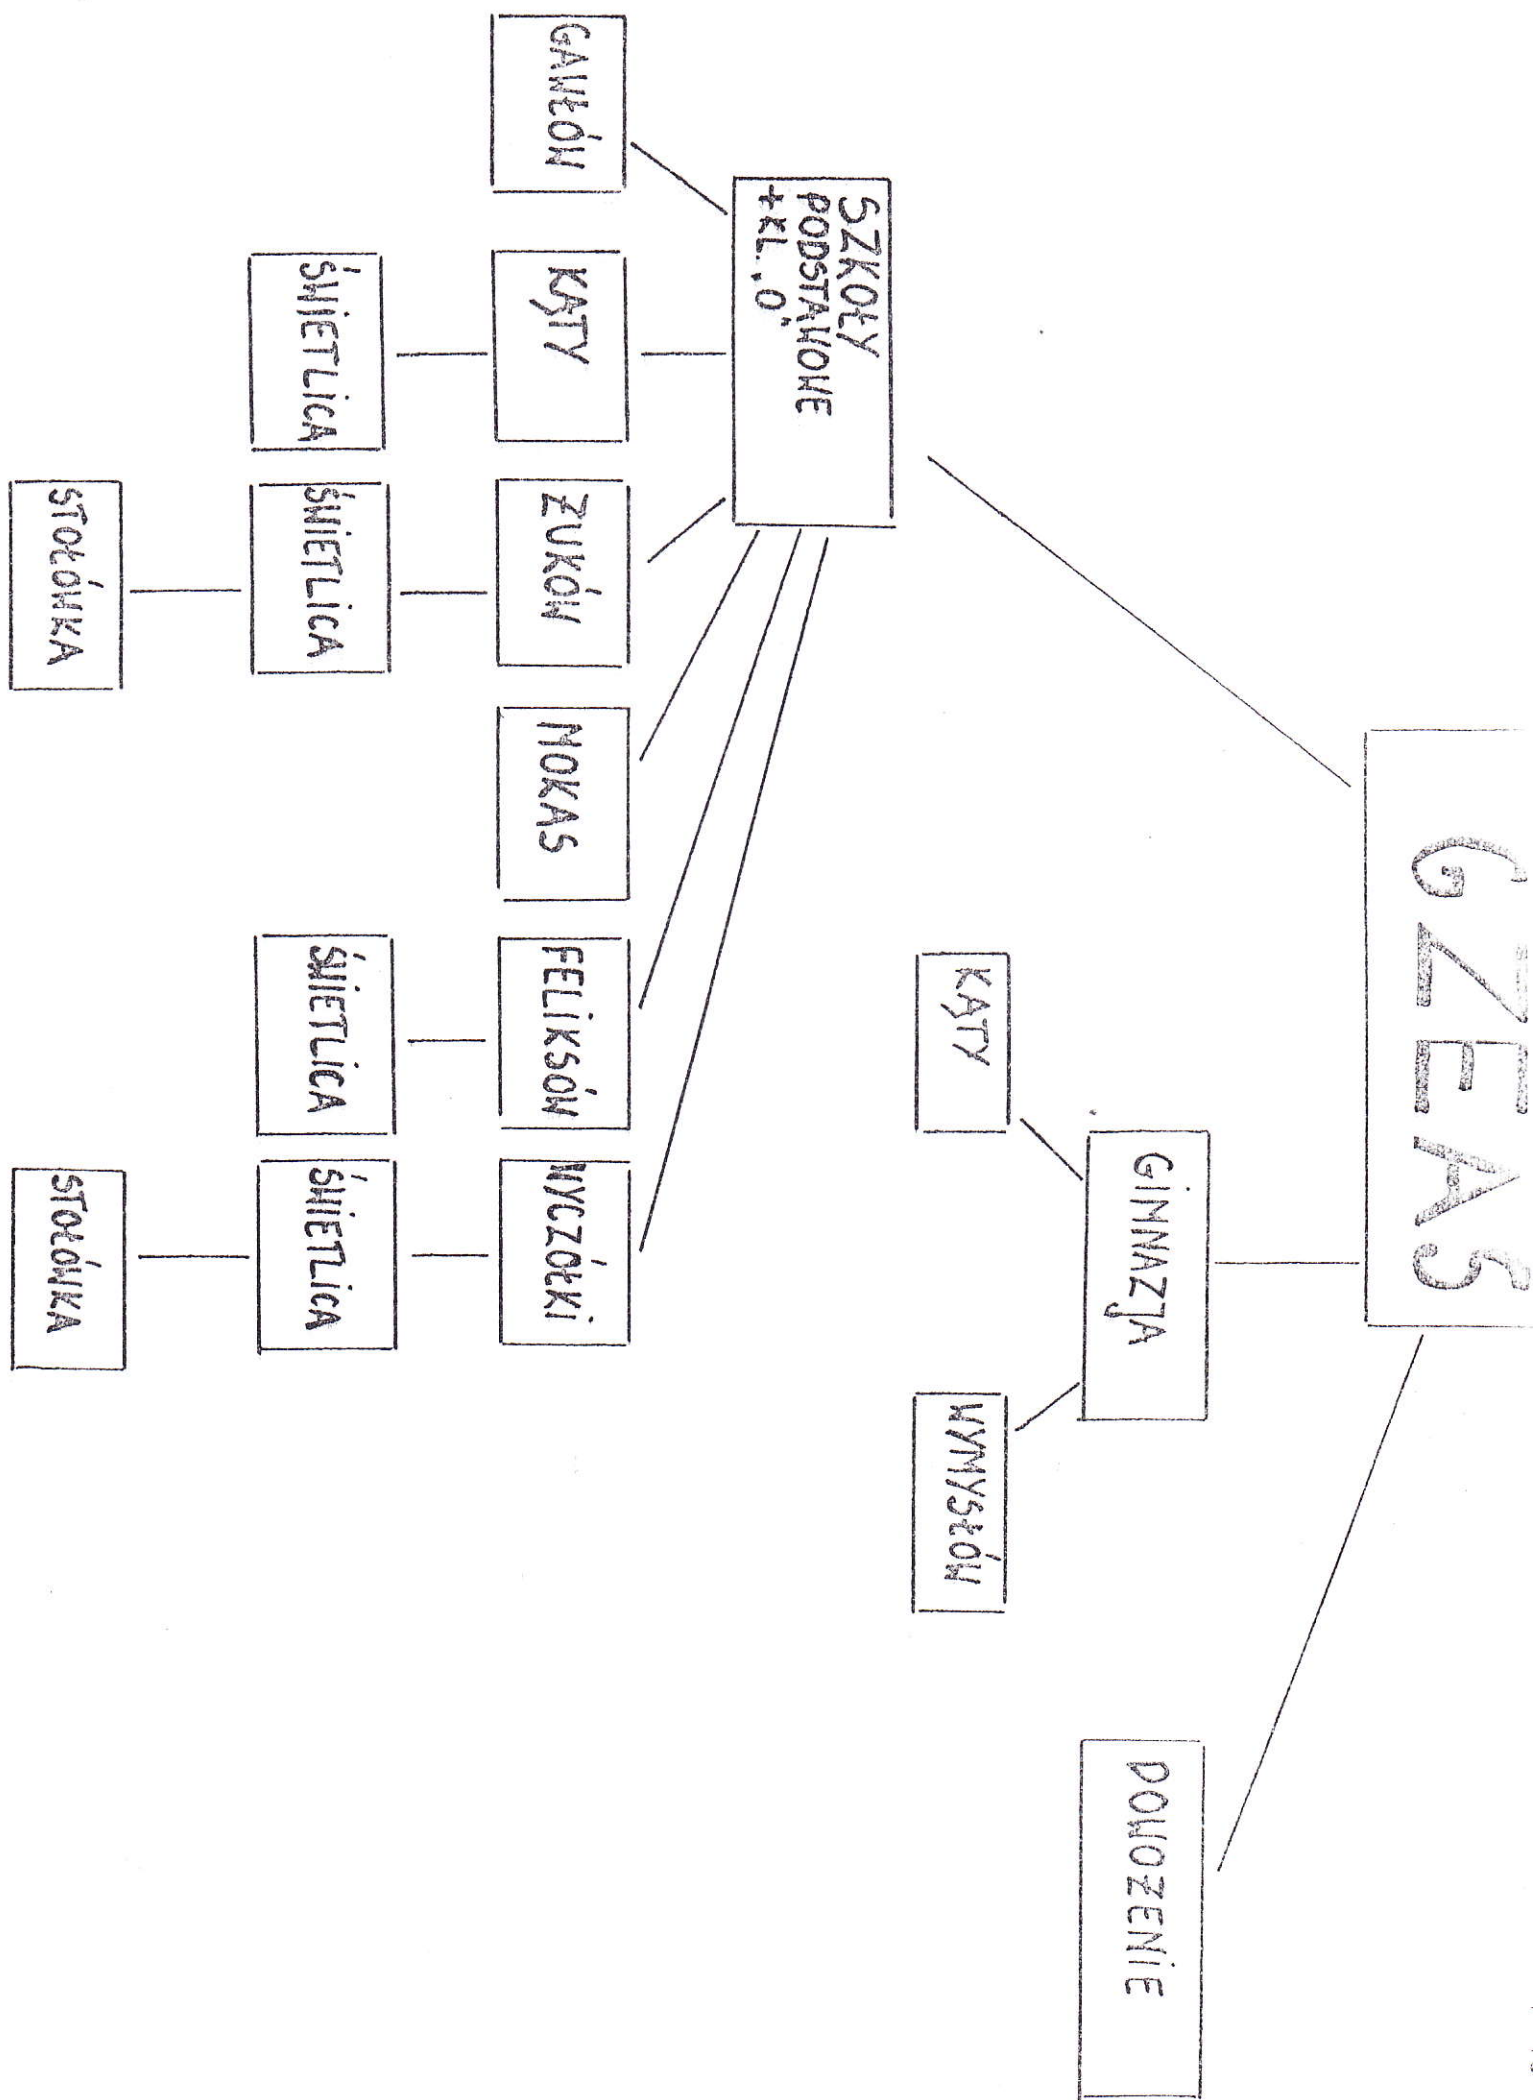 GZEAS
SZKOŁY
PODSTAWOWE
+KL. „0"
GAWŁÓW
KĄTY
ŻUKÓW
MOKAS
FELIKSÓW
WYCZÓŁKI
ŚWIETLICA
ŚWIETLICA
ŚWIETLICA
ŚWIETLICA
STOŁÓWKA
STOŁÓWKA
GIMNAZJA
KĄTY
WYMYSŁÓW
DOWOŻENIE